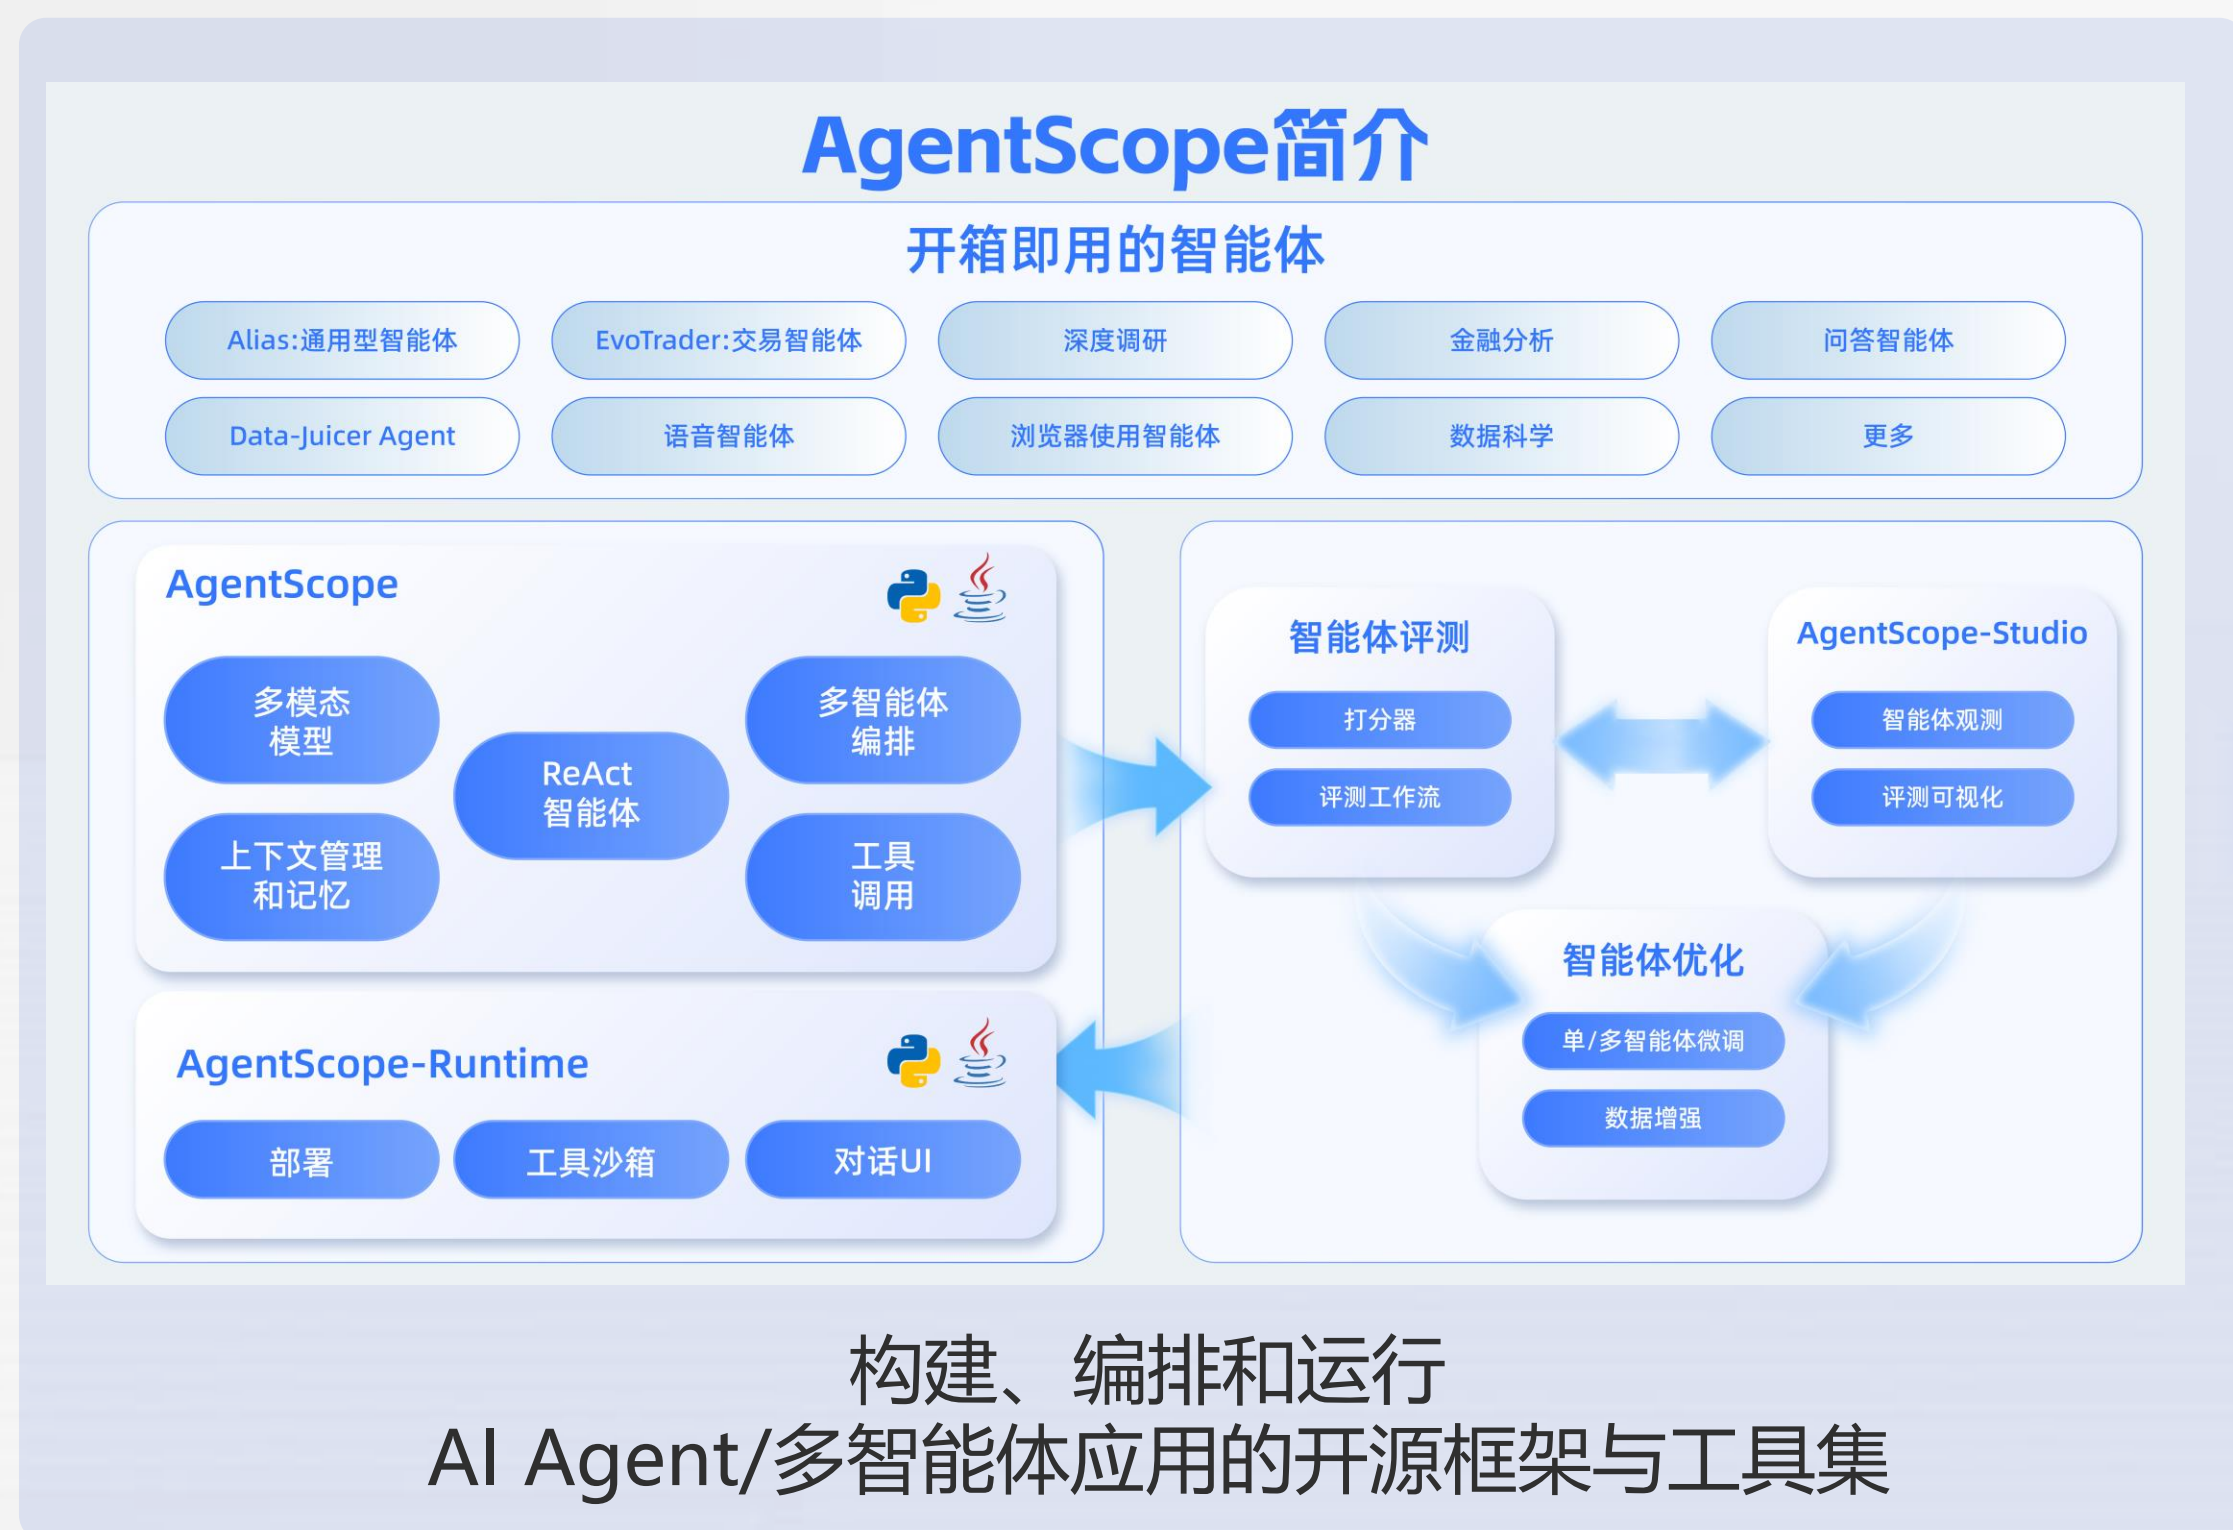 AgentScope简介
开箱即用的智能体
Alias:通用型智能体
EvoTrader:交易智能体
深度调研
金融分析
问答智能体
Data-Juicer Agent
语音智能体
浏览器使用智能体
数据科学
更多
AgentScope
多模态
模型
上下文管理
和记忆
ReAct
智能体
多智能体
编排
工具
调用
AgentScope-Runtime
部署
工具沙箱
对话UI
智能体评测
打分器
评测工作流
AgentScope-Studio
智能体观测
评测可视化
智能体优化
单/多智能体微调
数据增强
构建、编排和运行
AI Agent/多智能体应用的开源框架与工具集